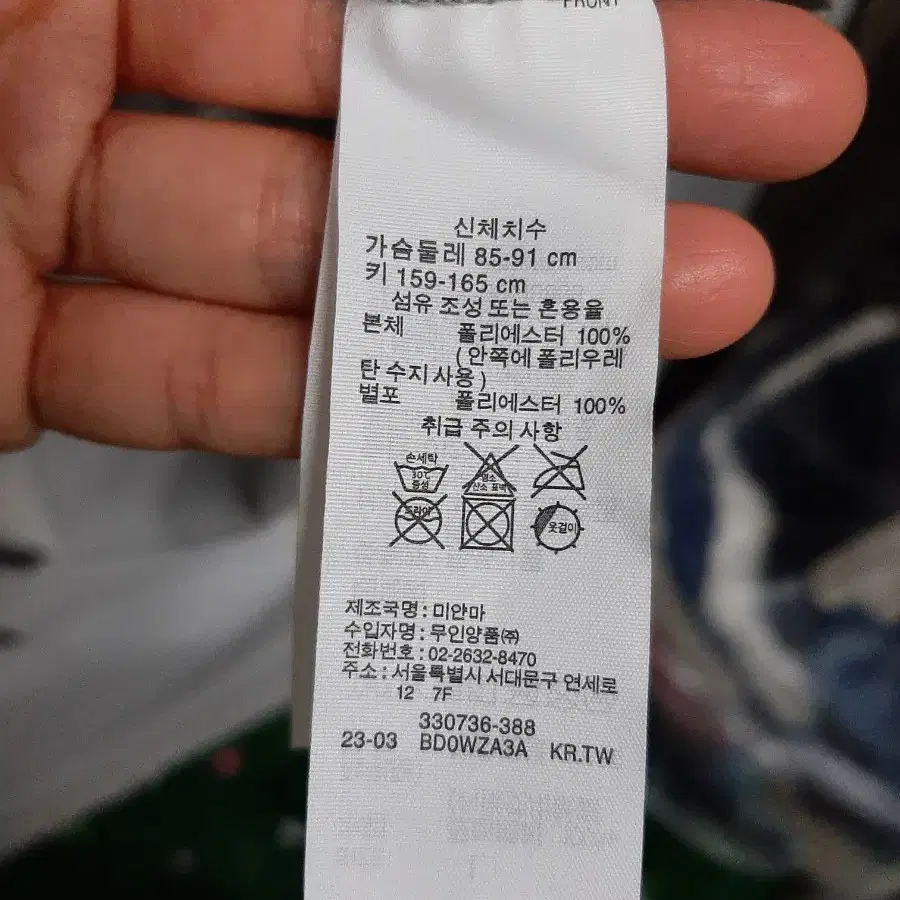 FRONT
신체치수
가슴둘레 85-91 cm
키 159-165 cm
섬유 조성 또는 혼용율
본체 폴리에스터 100%
(안쪽에 폴리우레
탄 수지 사용)
별포 폴리에스터 100%
취급 주의 사항
손세탁
30℃
중성
염소
산소 표백
드라이
옷걸이
제조국명 : 미얀마
수입자명 : 무인양품㈜
전화번호 : 02-2632-8470
주소 : 서울특별시 서대문구 연세로
12 7F
330736-388
23-03 BD0WZA3A KR.TW